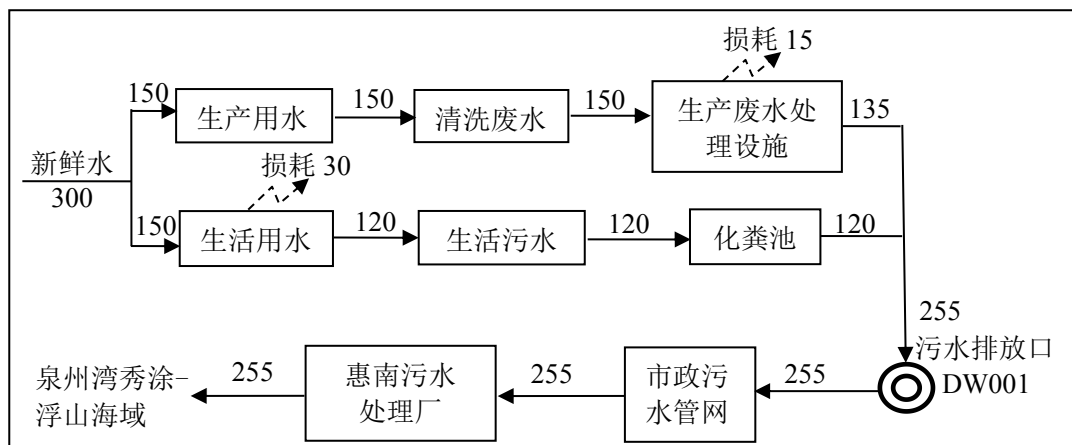 损耗 15
150
生产用水
150
清洗废水
150
生产废水处
理设施
135
新鲜水
300
损耗 30
150
生活用水
120
生活污水
120
化粪池
120
255
污水排放口
DW001
255
市政污
水管网
255
惠南污水
处理厂
255
泉州湾秀涂-
浮山海域